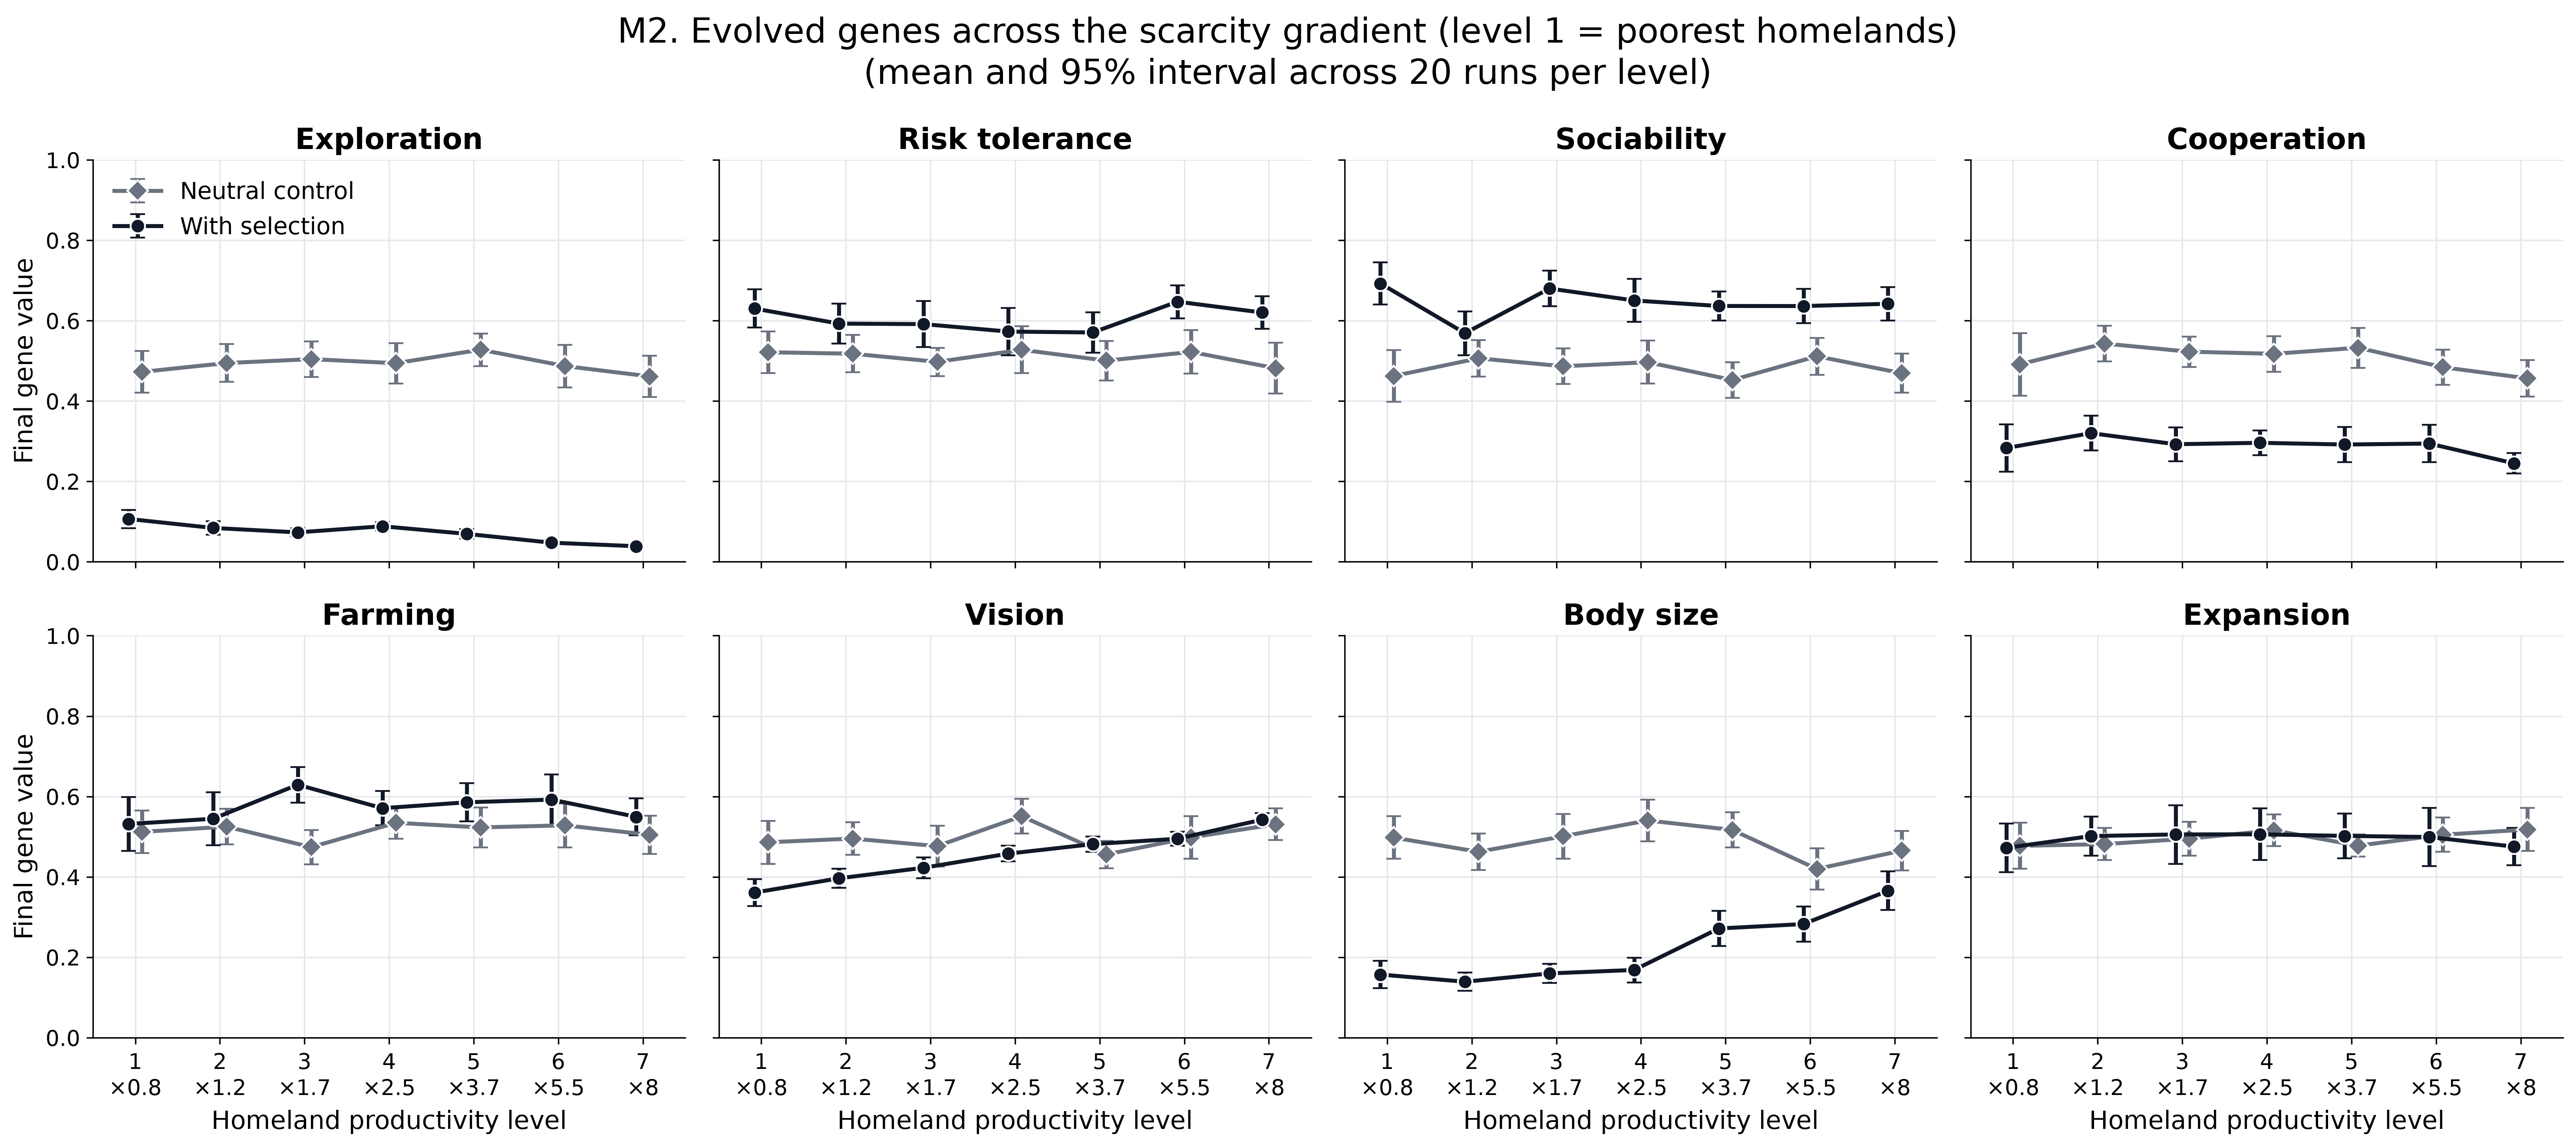 M2. Evolved genes across the scarcity gradient (level 1 = poorest homelands)
(mean and 95% interval across 20 runs per level)
Exploration
Risk tolerance
Sociability
Cooperation
Final gene value
1.0
0.8
0.6
0.4
0.2
0.0
Neutral control
With selection
Farming
Vision
Body size
Expansion
Final gene value
1.0
0.8
0.6
0.4
0.2
0.0
1 2 3 4 5 6 7
×0.8 ×1.2 ×1.7 ×2.5 ×3.7 ×5.5 ×8
Homeland productivity level
1 2 3 4 5 6 7
×0.8 ×1.2 ×1.7 ×2.5 ×3.7 ×5.5 ×8
Homeland productivity level
1 2 3 4 5 6 7
×0.8 ×1.2 ×1.7 ×2.5 ×3.7 ×5.5 ×8
Homeland productivity level
1 2 3 4 5 6 7
×0.8 ×1.2 ×1.7 ×2.5 ×3.7 ×5.5 ×8
Homeland productivity level